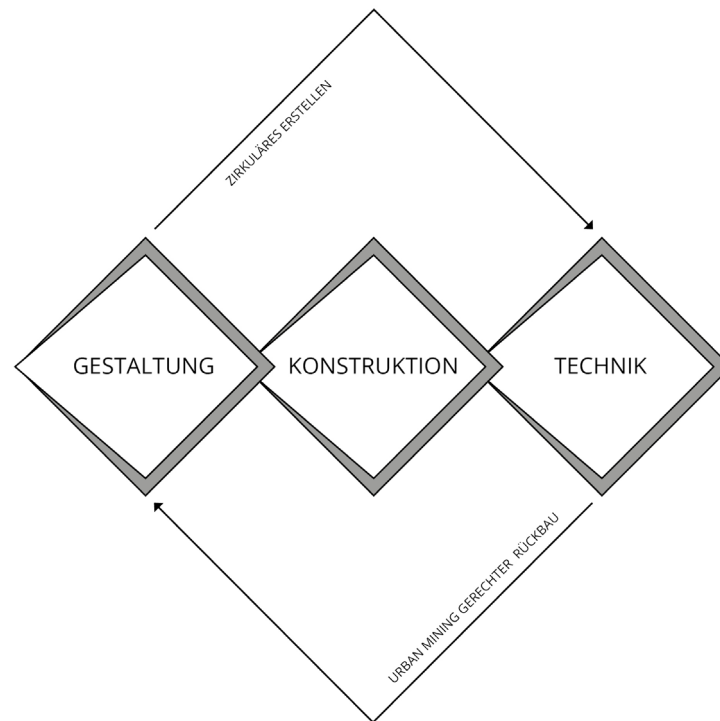 ZIRKULÄRES ERSTELLEN
GESTALTUNG
KONSTRUKTION
TECHNIK
URBAN MINING GERECHTER RÜCKBAU